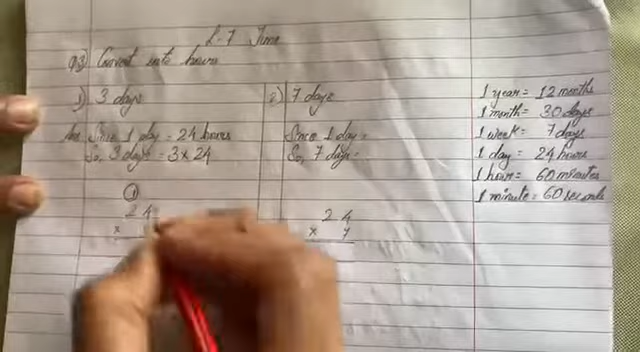 L-7 Time
Q3) Convert into hours
i) 3 days
Ans. Since 1 day = 24 hours
So, 3 days = 3 x 24
1
2 4
x
ii) 7 days
Since 1 day =
So, 7 days =
2 4
x 7
1 year = 12 months
1 month = 30 days
1 week = 7 days
1 day = 24 hours
1 hour = 60 minutes
1 minute = 60 seconds